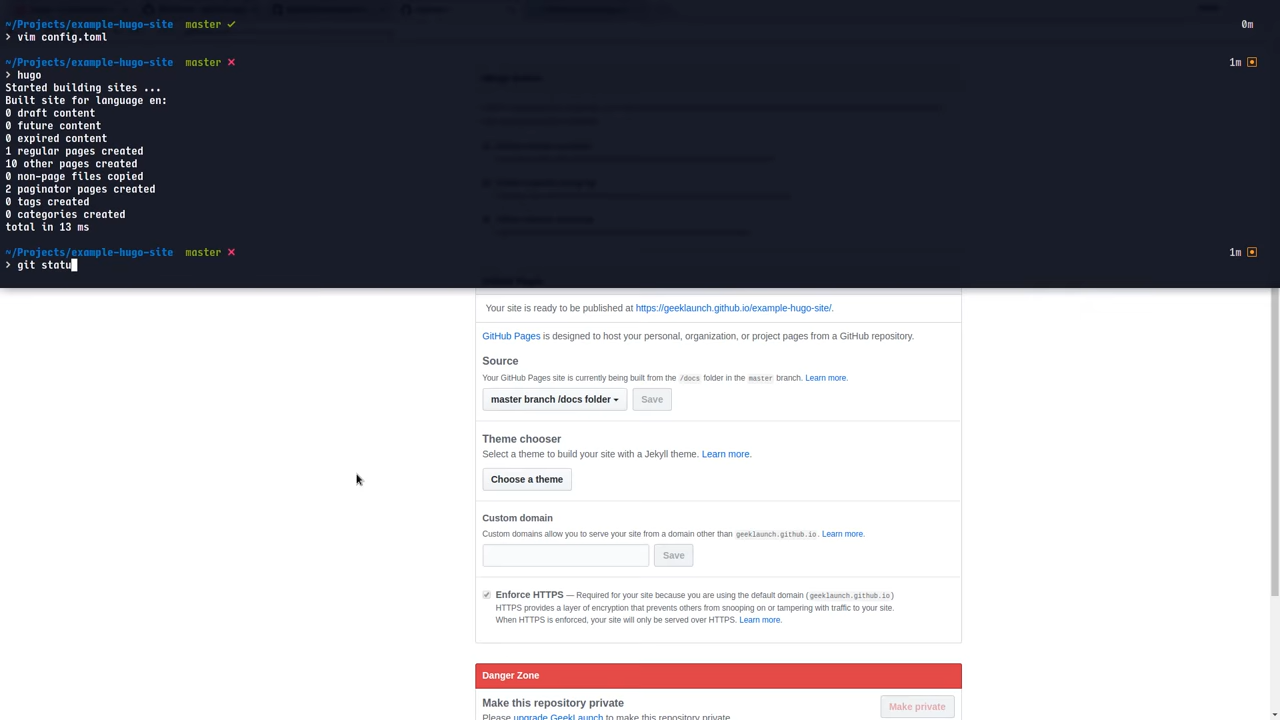 ~/Projects/example-hugo-site master ✓ 0m
> vim config.toml
~/Projects/example-hugo-site master ✗ 1m
> hugo
Started building sites ...
Built site for language en:
0 draft content
0 future content
0 expired content
1 regular pages created
10 other pages created
0 non-page files copied
2 paginator pages created
0 tags created
0 categories created
total in 13 ms
~/Projects/example-hugo-site master ✗ 1m
> git statu
Your site is ready to be published at https://geeklaunch.github.io/example-hugo-site/.
GitHub Pages is designed to host your personal, organization, or project pages from a GitHub repository.
Source
Your GitHub Pages site is currently being built from the /docs folder in the master branch. Learn more.
master branch /docs folder Save
Theme chooser
Select a theme to build your site with a Jekyll theme. Learn more.
Choose a theme
Custom domain
Custom domains allow you to serve your site from a domain other than geeklaunch.github.io. Learn more.
Save
Enforce HTTPS — Required for your site because you are using the default domain (geeklaunch.github.io)
HTTPS provides a layer of encryption that prevents others from snooping on or tampering with traffic to your site.
When HTTPS is enforced, your site will only be served over HTTPS. Learn more.
Danger Zone
Make this repository private
Make private
Please upgrade GeekLaunch to make this repository private.